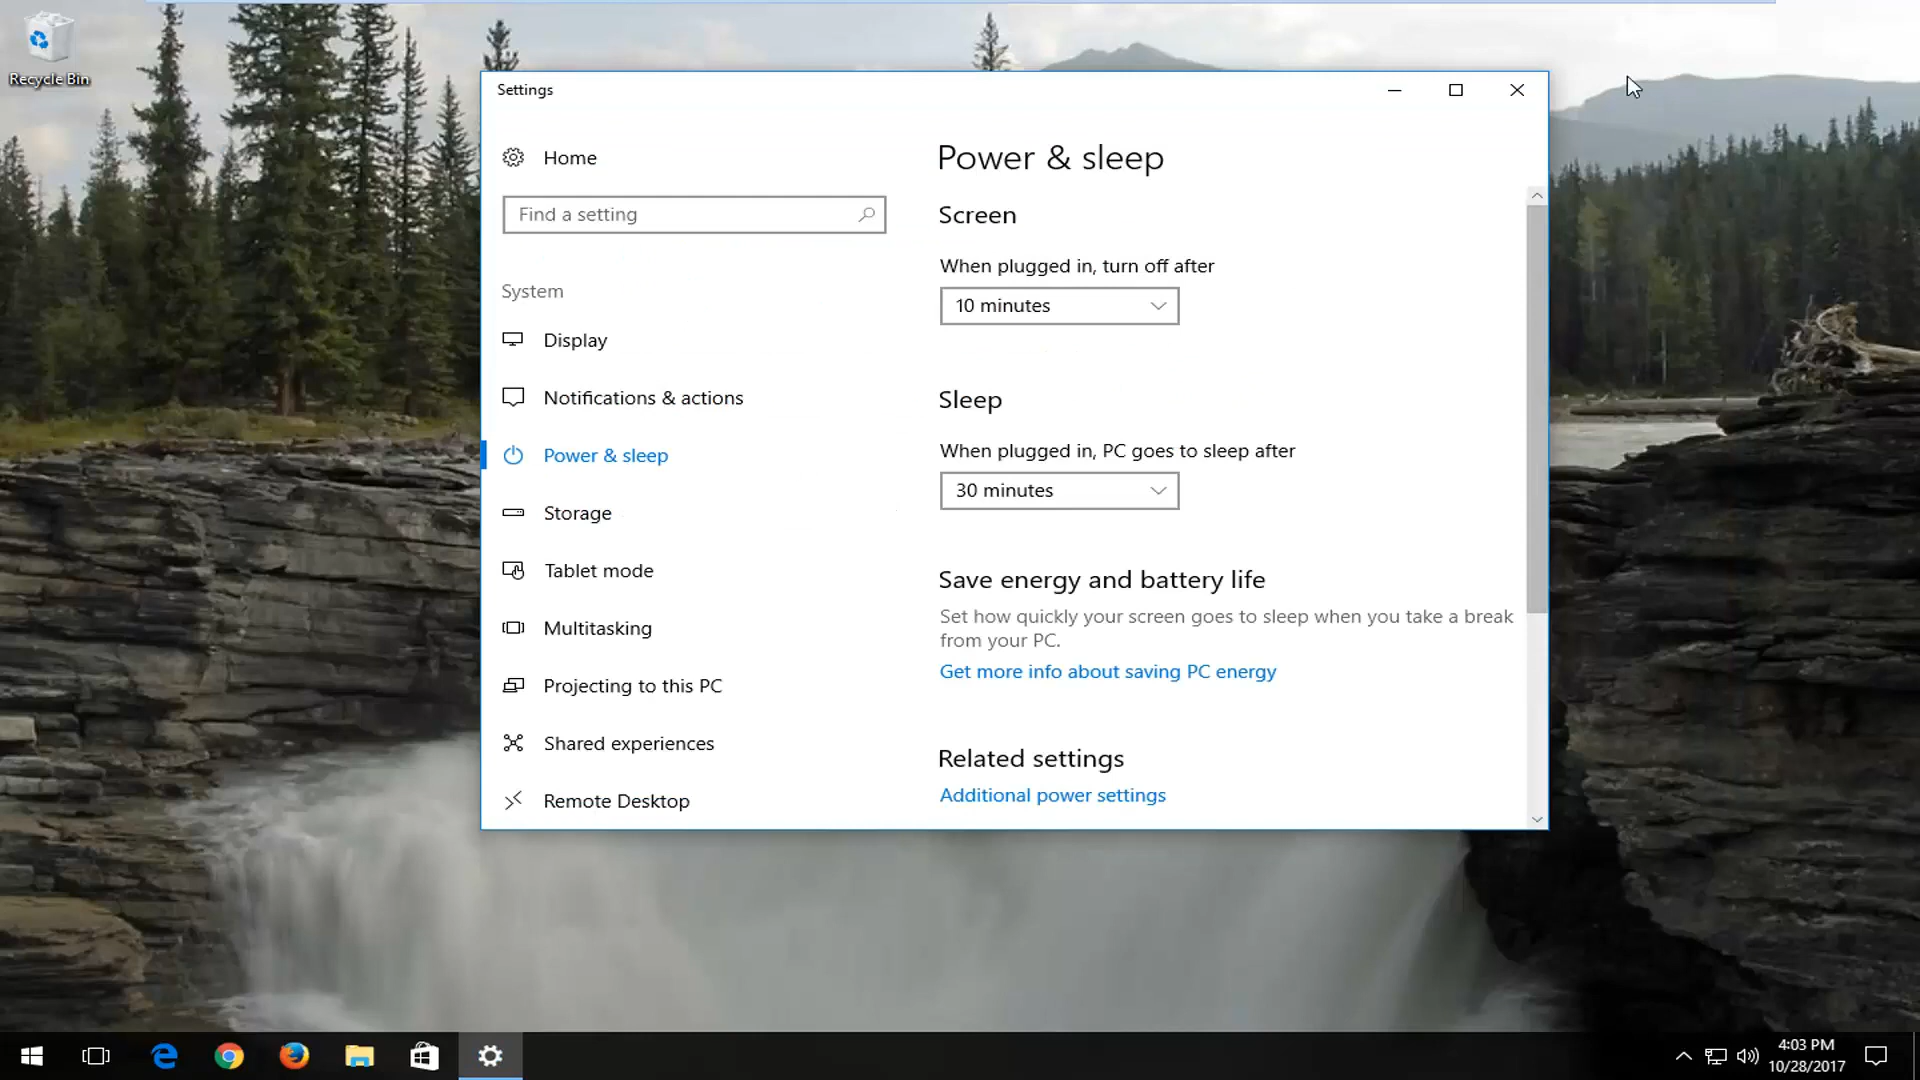 Recycle Bin
Settings
Home
Find a setting
System
Display
Notifications & actions
Power & sleep
Storage
Tablet mode
Multitasking
Projecting to this PC
Shared experiences
Remote Desktop
Power & sleep
Screen
When plugged in, turn off after
10 minutes
Sleep
When plugged in, PC goes to sleep after
30 minutes
Save energy and battery life
Set how quickly your screen goes to sleep when you take a break
from your PC.
Get more info about saving PC energy
Related settings
Additional power settings
4:03 PM
10/28/2017